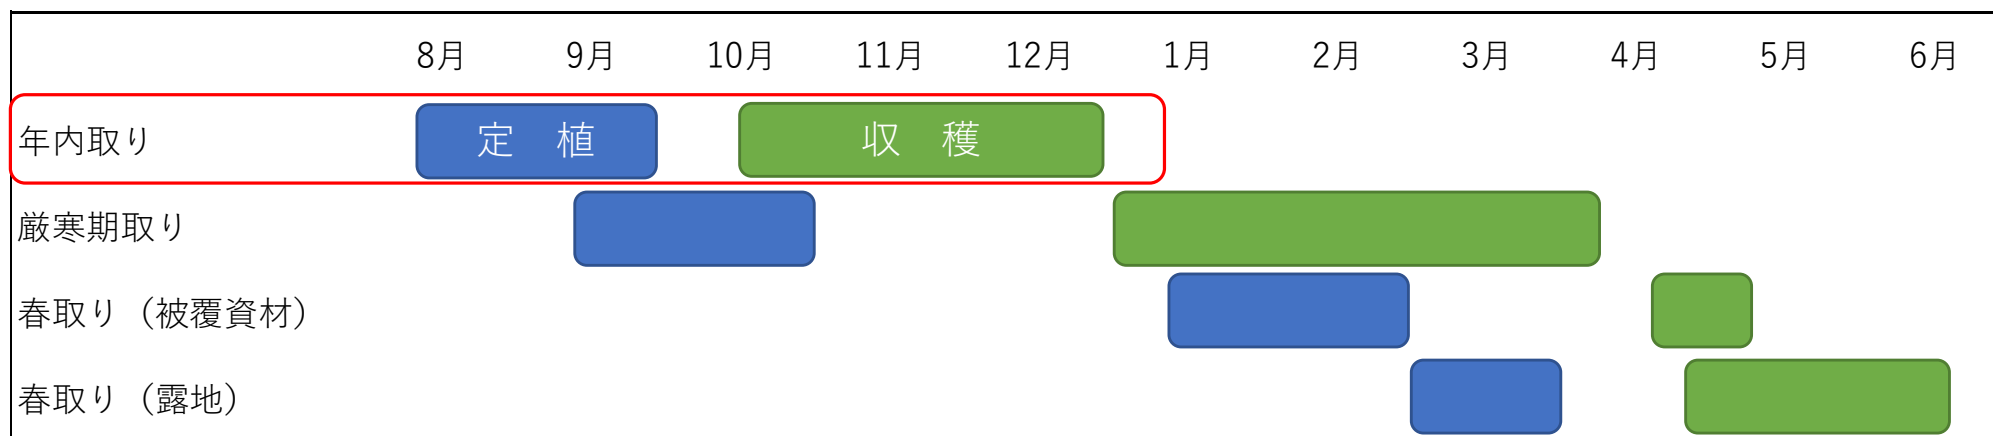 8月 9月 10月 11月 12月 1月 2月 3月 4月 5月 6月
年内取り 定 植 収 穫
厳寒期取り
春取り（被覆資材）
春取り（露地）